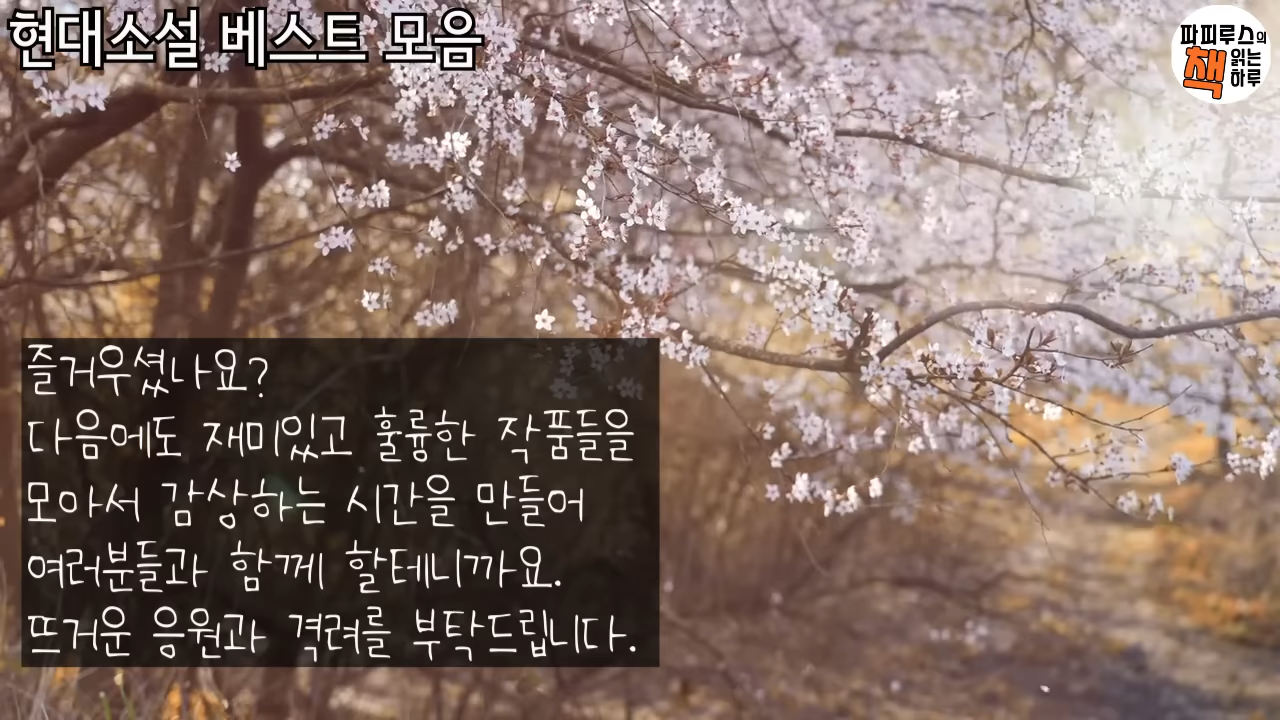 현대소설 베스트 모음
파피루스의
책 읽는
하루
즐거우셨나요?
다음에도 재미있고 훌륭한 작품들을
모아서 감상하는 시간을 만들어
여러분들과 함께 할테니까요.
뜨거운 응원과 격려를 부탁드립니다.